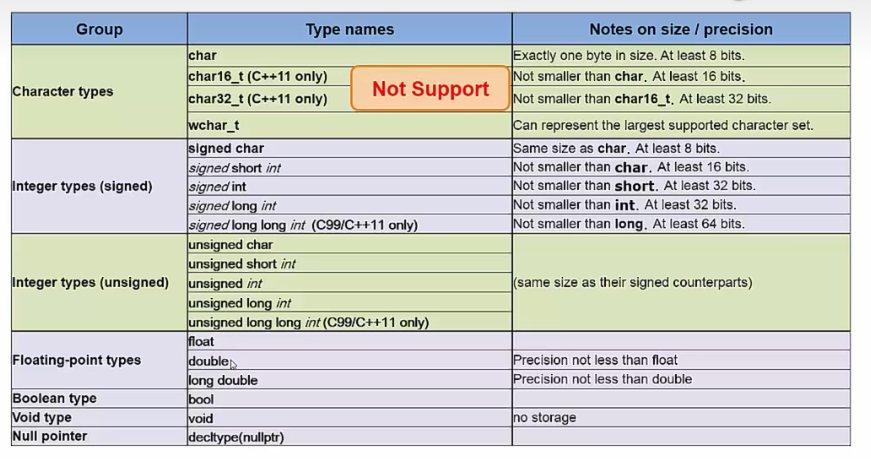 Group Type names Notes on size / precision
Character types
char Exactly one byte in size. At least 8 bits.
char16_t (C++11 only) Not smaller than char. At least 16 bits.
char32_t (C++11 only) Not smaller than char16_t. At least 32 bits.
Not Support
wchar_t Can represent the largest supported character set.
Integer types (signed)
signed char Same size as char. At least 8 bits.
signed short int Not smaller than char. At least 16 bits.
signed int Not smaller than short. At least 32 bits.
signed long int Not smaller than int. At least 32 bits.
signed long long int (C99/C++11 only) Not smaller than long. At least 64 bits.
Integer types (unsigned)
unsigned char
unsigned short int
unsigned int (same size as their signed counterparts)
unsigned long int
unsigned long long int (C99/C++11 only)
Floating-point types
float
double Precision not less than float
long double Precision not less than double
Boolean type bool
Void type void no storage
Null pointer decltype(nullptr)